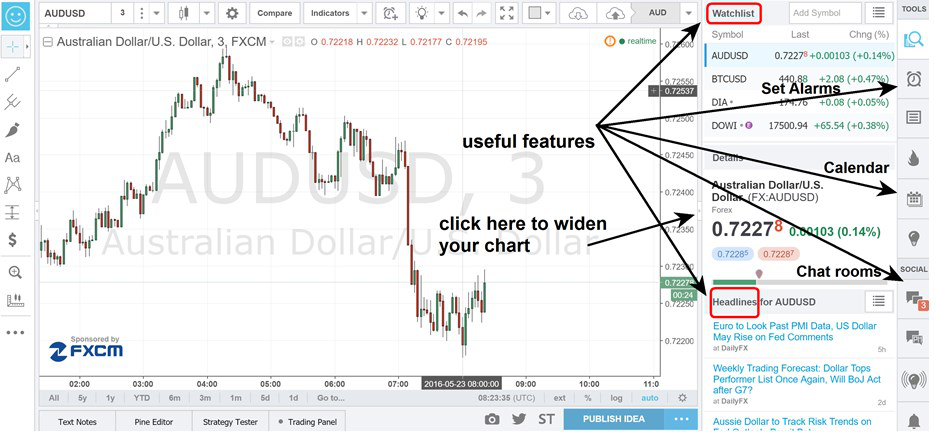 AUDUSD 3 Compare Indicators AUD
Australian Dollar/U.S. Dollar, 3, FXCM
O 0.72218 H 0.72232 L 0.72177 C 0.72195
realtime
AUDUSD, 3
Australian Dollar/U.S. Dollar
useful features
click here to widen
your chart
Sponsored by
FXCM
0.72600
0.72550
0.72537
0.72500
0.72450
0.72400
0.72350
0.72300
0.7227
00:24
0.72250
0.72200
02:00 03:00 04:00 05:00 06:00 07:00 2016-05-23 08:00:00 9:00 10:00 11:0
All 5y 1y YTD 6m 3m 1m 5d 1d Go to... 08:23:35 (UTC) ext % log auto
Text Notes Pine Editor Strategy Tester Trading Panel ST PUBLISH IDEA
Watchlist Add Symbol
Symbol Last Chng (%)
AUDUSD 0.72278 +0.00103 (+0.14%)
BTCUSD 440.88 +2.08 (+0.47%)
Set Alarms
DIA 174.76 +0.08 (+0.05%)
DOWI E 17500.94 +65.54 (+0.38%)
Details
Calendar
Australian Dollar/U.S.
Dollar, (FX:AUDUSD)
Forex
0.72278 0.00103 (0.14%)
0.72285 0.72287
Chat rooms
Headlines for AUDUSD
Euro to Look Past PMI Data, US Dollar
May Rise on Fed Comments
at DailyFX 5h
Weekly Trading Forecast: Dollar Tops
Performer List Once Again, Will BoJ Act
after G7?
at DailyFX 2d
Aussie Dollar to Track Risk Trends on
TOOLS
SOCIAL
3
Aa
$